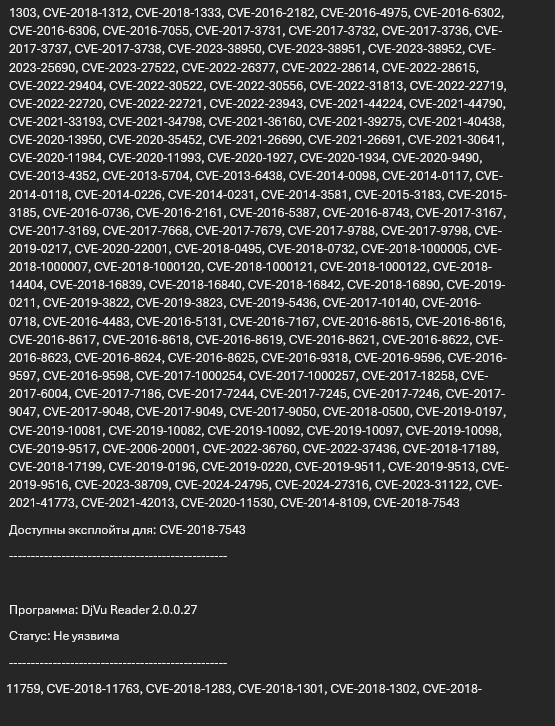 1303, CVE-2018-1312, CVE-2018-1333, CVE-2016-2182, CVE-2016-4975, CVE-2016-6302,
CVE-2016-6306, CVE-2016-7055, CVE-2017-3731, CVE-2017-3732, CVE-2017-3736, CVE-
2017-3737, CVE-2017-3738, CVE-2023-38950, CVE-2023-38951, CVE-2023-38952, CVE-
2023-25690, CVE-2023-27522, CVE-2022-26377, CVE-2022-28614, CVE-2022-28615,
CVE-2022-29404, CVE-2022-30522, CVE-2022-30556, CVE-2022-31813, CVE-2022-22719,
CVE-2022-22720, CVE-2022-22721, CVE-2022-23943, CVE-2021-44224, CVE-2021-44790,
CVE-2021-33193, CVE-2021-34798, CVE-2021-36160, CVE-2021-39275, CVE-2021-40438,
CVE-2020-13950, CVE-2020-35452, CVE-2021-26690, CVE-2021-26691, CVE-2021-30641,
CVE-2020-11984, CVE-2020-11993, CVE-2020-1927, CVE-2020-1934, CVE-2020-9490,
CVE-2013-4352, CVE-2013-5704, CVE-2013-6438, CVE-2014-0098, CVE-2014-0117, CVE-
2014-0118, CVE-2014-0226, CVE-2014-0231, CVE-2014-3581, CVE-2015-3183, CVE-2015-
3185, CVE-2016-0736, CVE-2016-2161, CVE-2016-5387, CVE-2016-8743, CVE-2017-3167,
CVE-2017-3169, CVE-2017-7668, CVE-2017-7679, CVE-2017-9788, CVE-2017-9798, CVE-
2019-0217, CVE-2020-22001, CVE-2018-0495, CVE-2018-0732, CVE-2018-1000005, CVE-
2018-1000007, CVE-2018-1000120, CVE-2018-1000121, CVE-2018-1000122, CVE-2018-
14404, CVE-2018-16839, CVE-2018-16840, CVE-2018-16842, CVE-2018-16890, CVE-2019-
0211, CVE-2019-3822, CVE-2019-3823, CVE-2019-5436, CVE-2017-10140, CVE-2016-
0718, CVE-2016-4483, CVE-2016-5131, CVE-2016-7167, CVE-2016-8615, CVE-2016-8616,
CVE-2016-8617, CVE-2016-8618, CVE-2016-8619, CVE-2016-8621, CVE-2016-8622, CVE-
2016-8623, CVE-2016-8624, CVE-2016-8625, CVE-2016-9318, CVE-2016-9596, CVE-2016-
9597, CVE-2016-9598, CVE-2017-1000254, CVE-2017-1000257, CVE-2017-18258, CVE-
2017-6004, CVE-2017-7186, CVE-2017-7244, CVE-2017-7245, CVE-2017-7246, CVE-2017-
9047, CVE-2017-9048, CVE-2017-9049, CVE-2017-9050, CVE-2018-0500, CVE-2019-0197,
CVE-2019-10081, CVE-2019-10082, CVE-2019-10092, CVE-2019-10097, CVE-2019-10098,
CVE-2019-9517, CVE-2006-20001, CVE-2022-36760, CVE-2022-37436, CVE-2018-17189,
CVE-2018-17199, CVE-2019-0196, CVE-2019-0220, CVE-2019-9511, CVE-2019-9513, CVE-
2019-9516, CVE-2023-38709, CVE-2024-24795, CVE-2024-27316, CVE-2023-31122, CVE-
2021-41773, CVE-2021-42013, CVE-2020-11530, CVE-2014-8109, CVE-2018-7543
Доступны эксплойты для: CVE-2018-7543
--------------------------------------------------
Программа: DjVu Reader 2.0.0.27
Статус: Не уязвима
--------------------------------------------------
11759, CVE-2018-11763, CVE-2018-1283, CVE-2018-1301, CVE-2018-1302, CVE-2018-